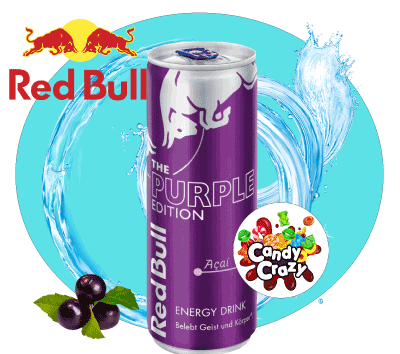 Red Bull
THE
PURPLE
EDITION
Red Bull
Açaí
ENERGY DRINK
Belebt Geist und Körper®
Candy
Crazy
®